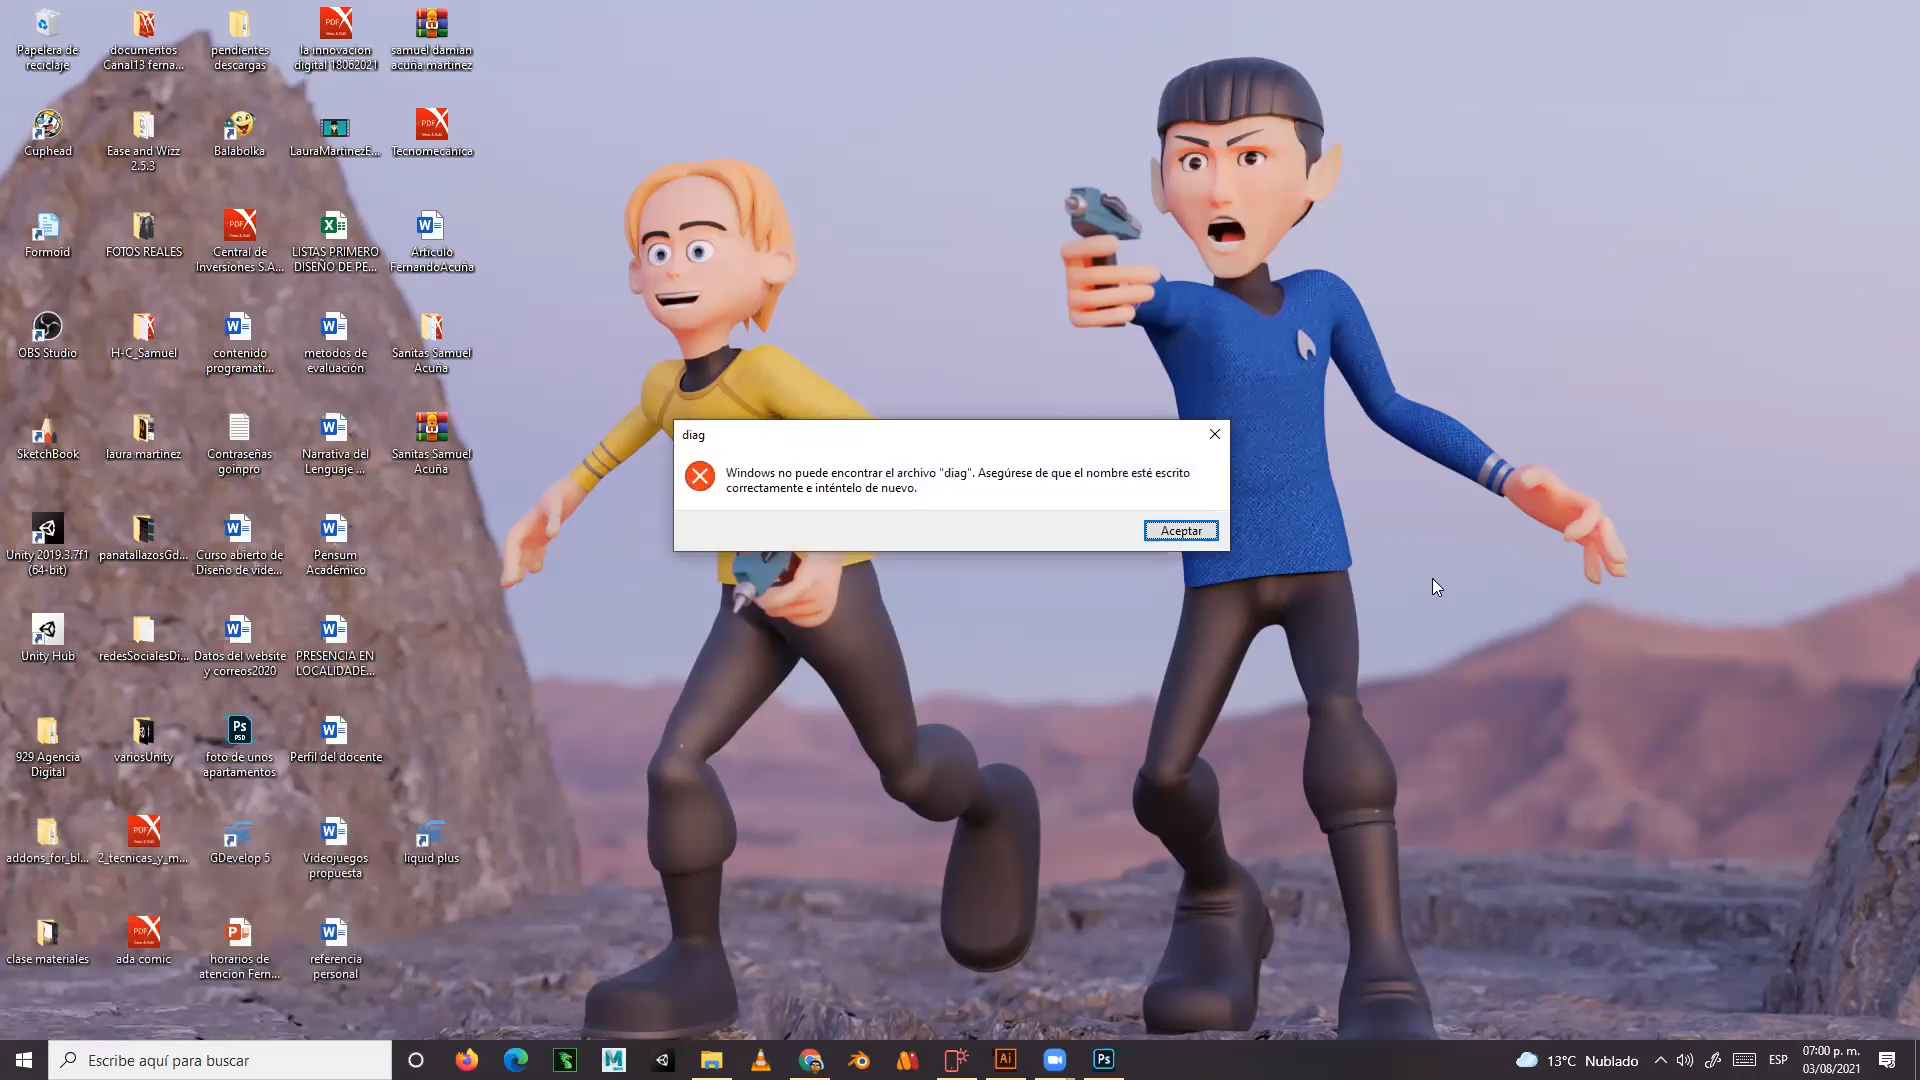 Papelera de
reciclaje
documentos
Canal13 ferna...
pendientes
descargas
la innovacion
digital 18062021
samuel damian
acuña martinez
Cuphead
Ease and Wizz
2.5.3
Balabolka
LauraMartinezE...
Tecnomecanica
Formoid
FOTOS REALES
Central de
Inversiones S.A...
LISTAS PRIMERO
DISEÑO DE PE...
Articulo
FernandoAcuña
OBS Studio
H-C_Samuel
contenido
programati...
metodos de
evaluación
Sanitas Samuel
Acuña
SketchBook
laura martinez
Contraseñas
goinpro
Narrativa del
Lenguaje ...
Sanitas Samuel
Acuña
Unity 2019.3.7f1
(64-bit)
panatallazosGd...
Curso abierto de
Diseño de vide...
Pensum
Académico
Unity Hub
redesSocialesDi...
Datos del website
y correos2020
PRESENCIA EN
LOCALIDADE...
929 Agencia
Digital
variosUnity
foto de unos
apartamentos
Perfil del docente
addons_for_bl...
2_tecnicas_y_m...
GDevelop 5
Videojuegos
propuesta
liquid plus
clase materiales
ada comic
horarios de
atencion Fern...
referencia
personal
diag
Windows no puede encontrar el archivo "diag". Asegúrese de que el nombre esté escrito
correctamente e inténtelo de nuevo.
Aceptar
Escribe aquí para buscar
13°C Nublado
ESP
07:00 p. m.
03/08/2021